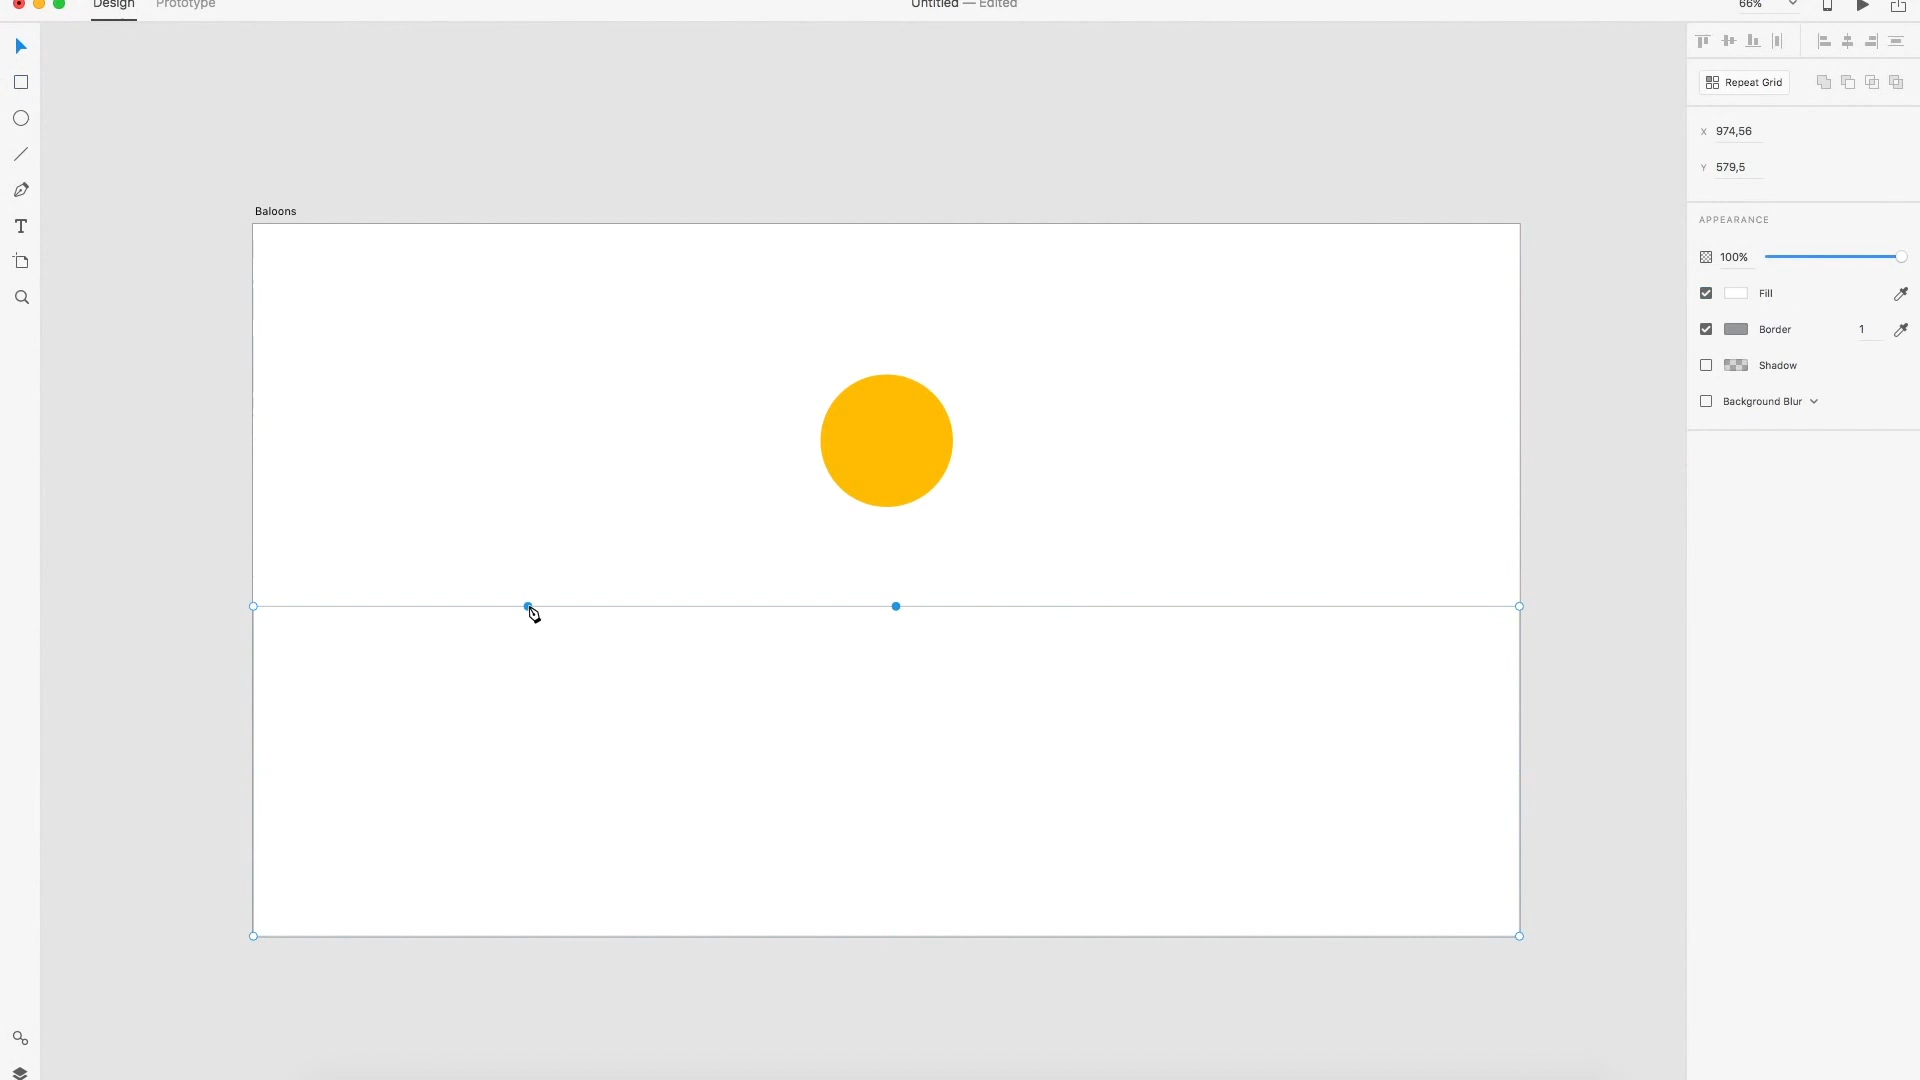 Design Prototype Untitled — Edited 66%
Repeat Grid
X 974,56
Y 579,5
APPEARANCE
100%
Fill
Border 1
Shadow
Background Blur
Baloons